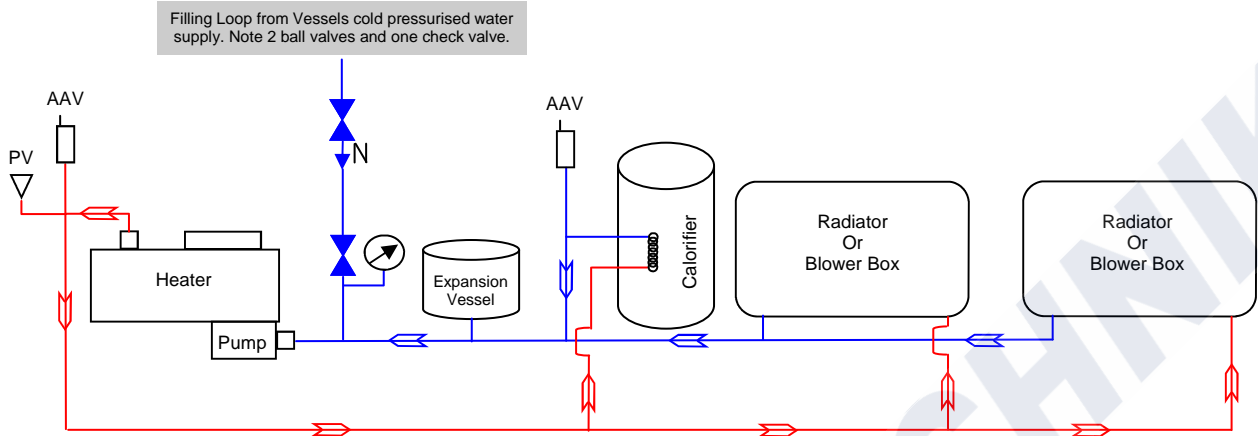 Filling Loop from Vessels cold pressurised water
supply. Note 2 ball valves and one check valve.
AAV
AAV
PV
N
Heater
Pump
Expansion
Vessel
Calorifier
Radiator
Or
Blower Box
Radiator
Or
Blower Box